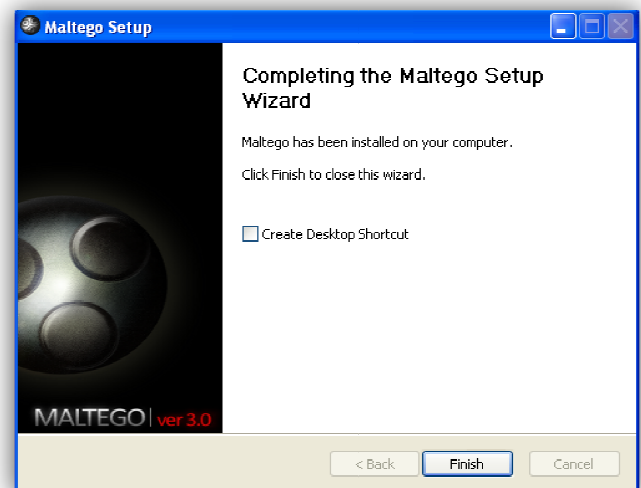 Maltego Setup
Completing the Maltego Setup
Wizard
Maltego has been installed on your computer.
Click Finish to close this wizard.
Create Desktop Shortcut
MALTEGO | ver 3.0
< Back Finish Cancel